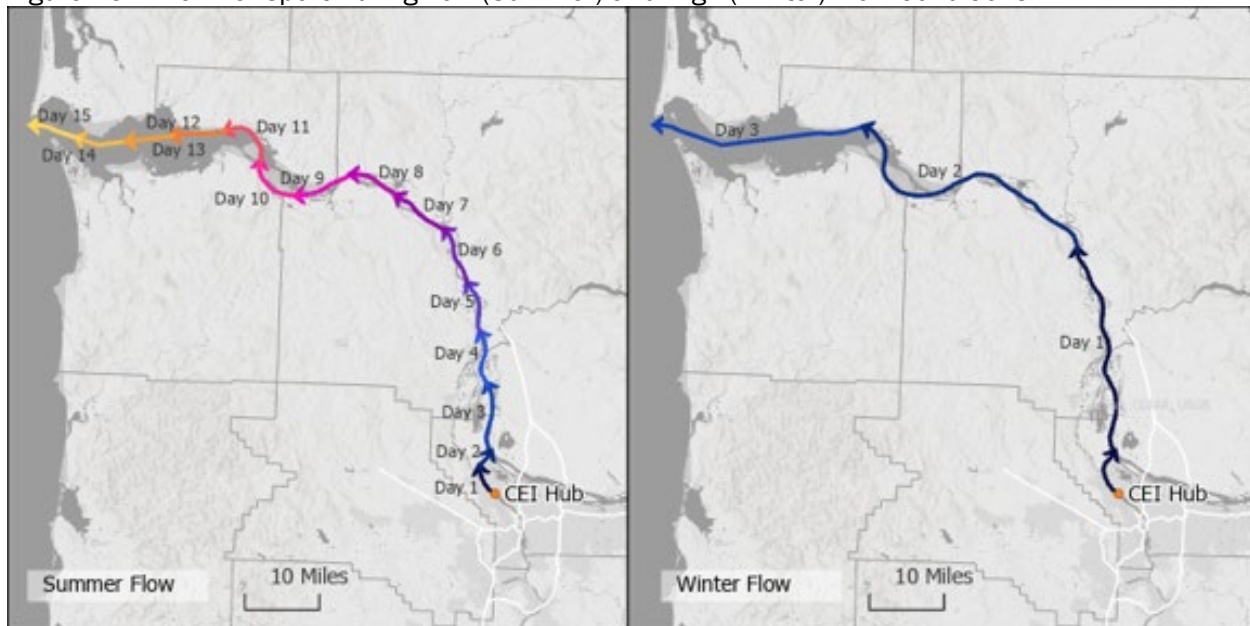 Day 15
Day 12
Day 11
Day 14
Day 13
Day 9
Day 8
Day 10
Day 7
Day 6
Day 5
Day 4
Day 3
Day 2
Day 1
CEI Hub
Summer Flow
10 Miles
Day 3
Day 2
Day 1
CEI Hub
Winter Flow
10 Miles